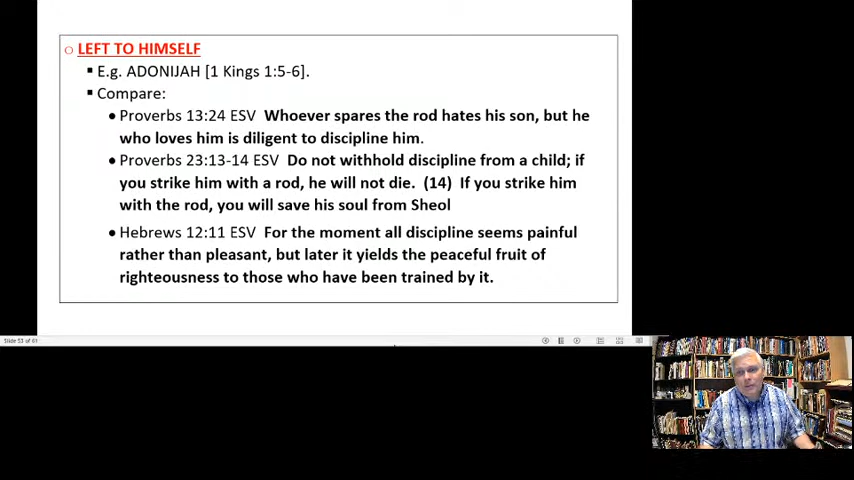 ○ LEFT TO HIMSELF
▪ E.g. ADONIJAH [1 Kings 1:5-6].
▪ Compare:
• Proverbs 13:24 ESV Whoever spares the rod hates his son, but he
who loves him is diligent to discipline him.
• Proverbs 23:13-14 ESV Do not withhold discipline from a child; if
you strike him with a rod, he will not die. (14) If you strike him
with the rod, you will save his soul from Sheol
• Hebrews 12:11 ESV For the moment all discipline seems painful
rather than pleasant, but later it yields the peaceful fruit of
righteousness to those who have been trained by it.
Slide 53 of 61